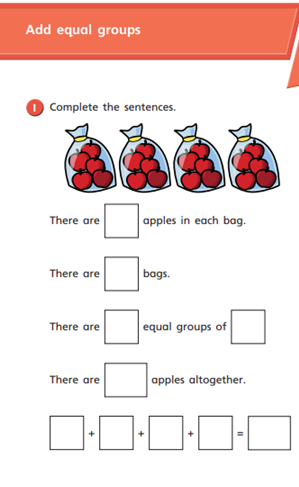 Add equal groups
1 Complete the sentences.
There are apples in each bag.
There are bags.
There are equal groups of
There are apples altogether.
+ + + =